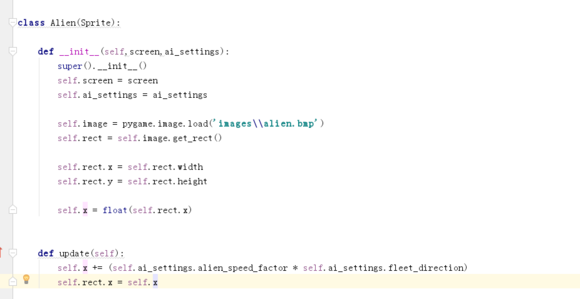 class Alien(Sprite):
def __init__(self,screen,ai_settings):
super().__init__()
self.screen = screen
self.ai_settings = ai_settings
self.image = pygame.image.load('images\\alien.bmp')
self.rect = self.image.get_rect()
self.rect.x = self.rect.width
self.rect.y = self.rect.height
self.x = float(self.rect.x)
def update(self):
self.x += (self.ai_settings.alien_speed_factor * self.ai_settings.fleet_direction)
self.rect.x = self.x